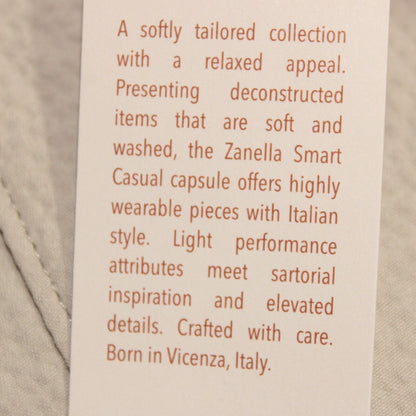 A softly tailored collection
with a relaxed appeal.
Presenting deconstructed
items that are soft and
washed, the Zanella Smart
Casual capsule offers highly
wearable pieces with Italian
style. Light performance
attributes meet sartorial
inspiration and elevated
details. Crafted with care.
Born in Vicenza, Italy.